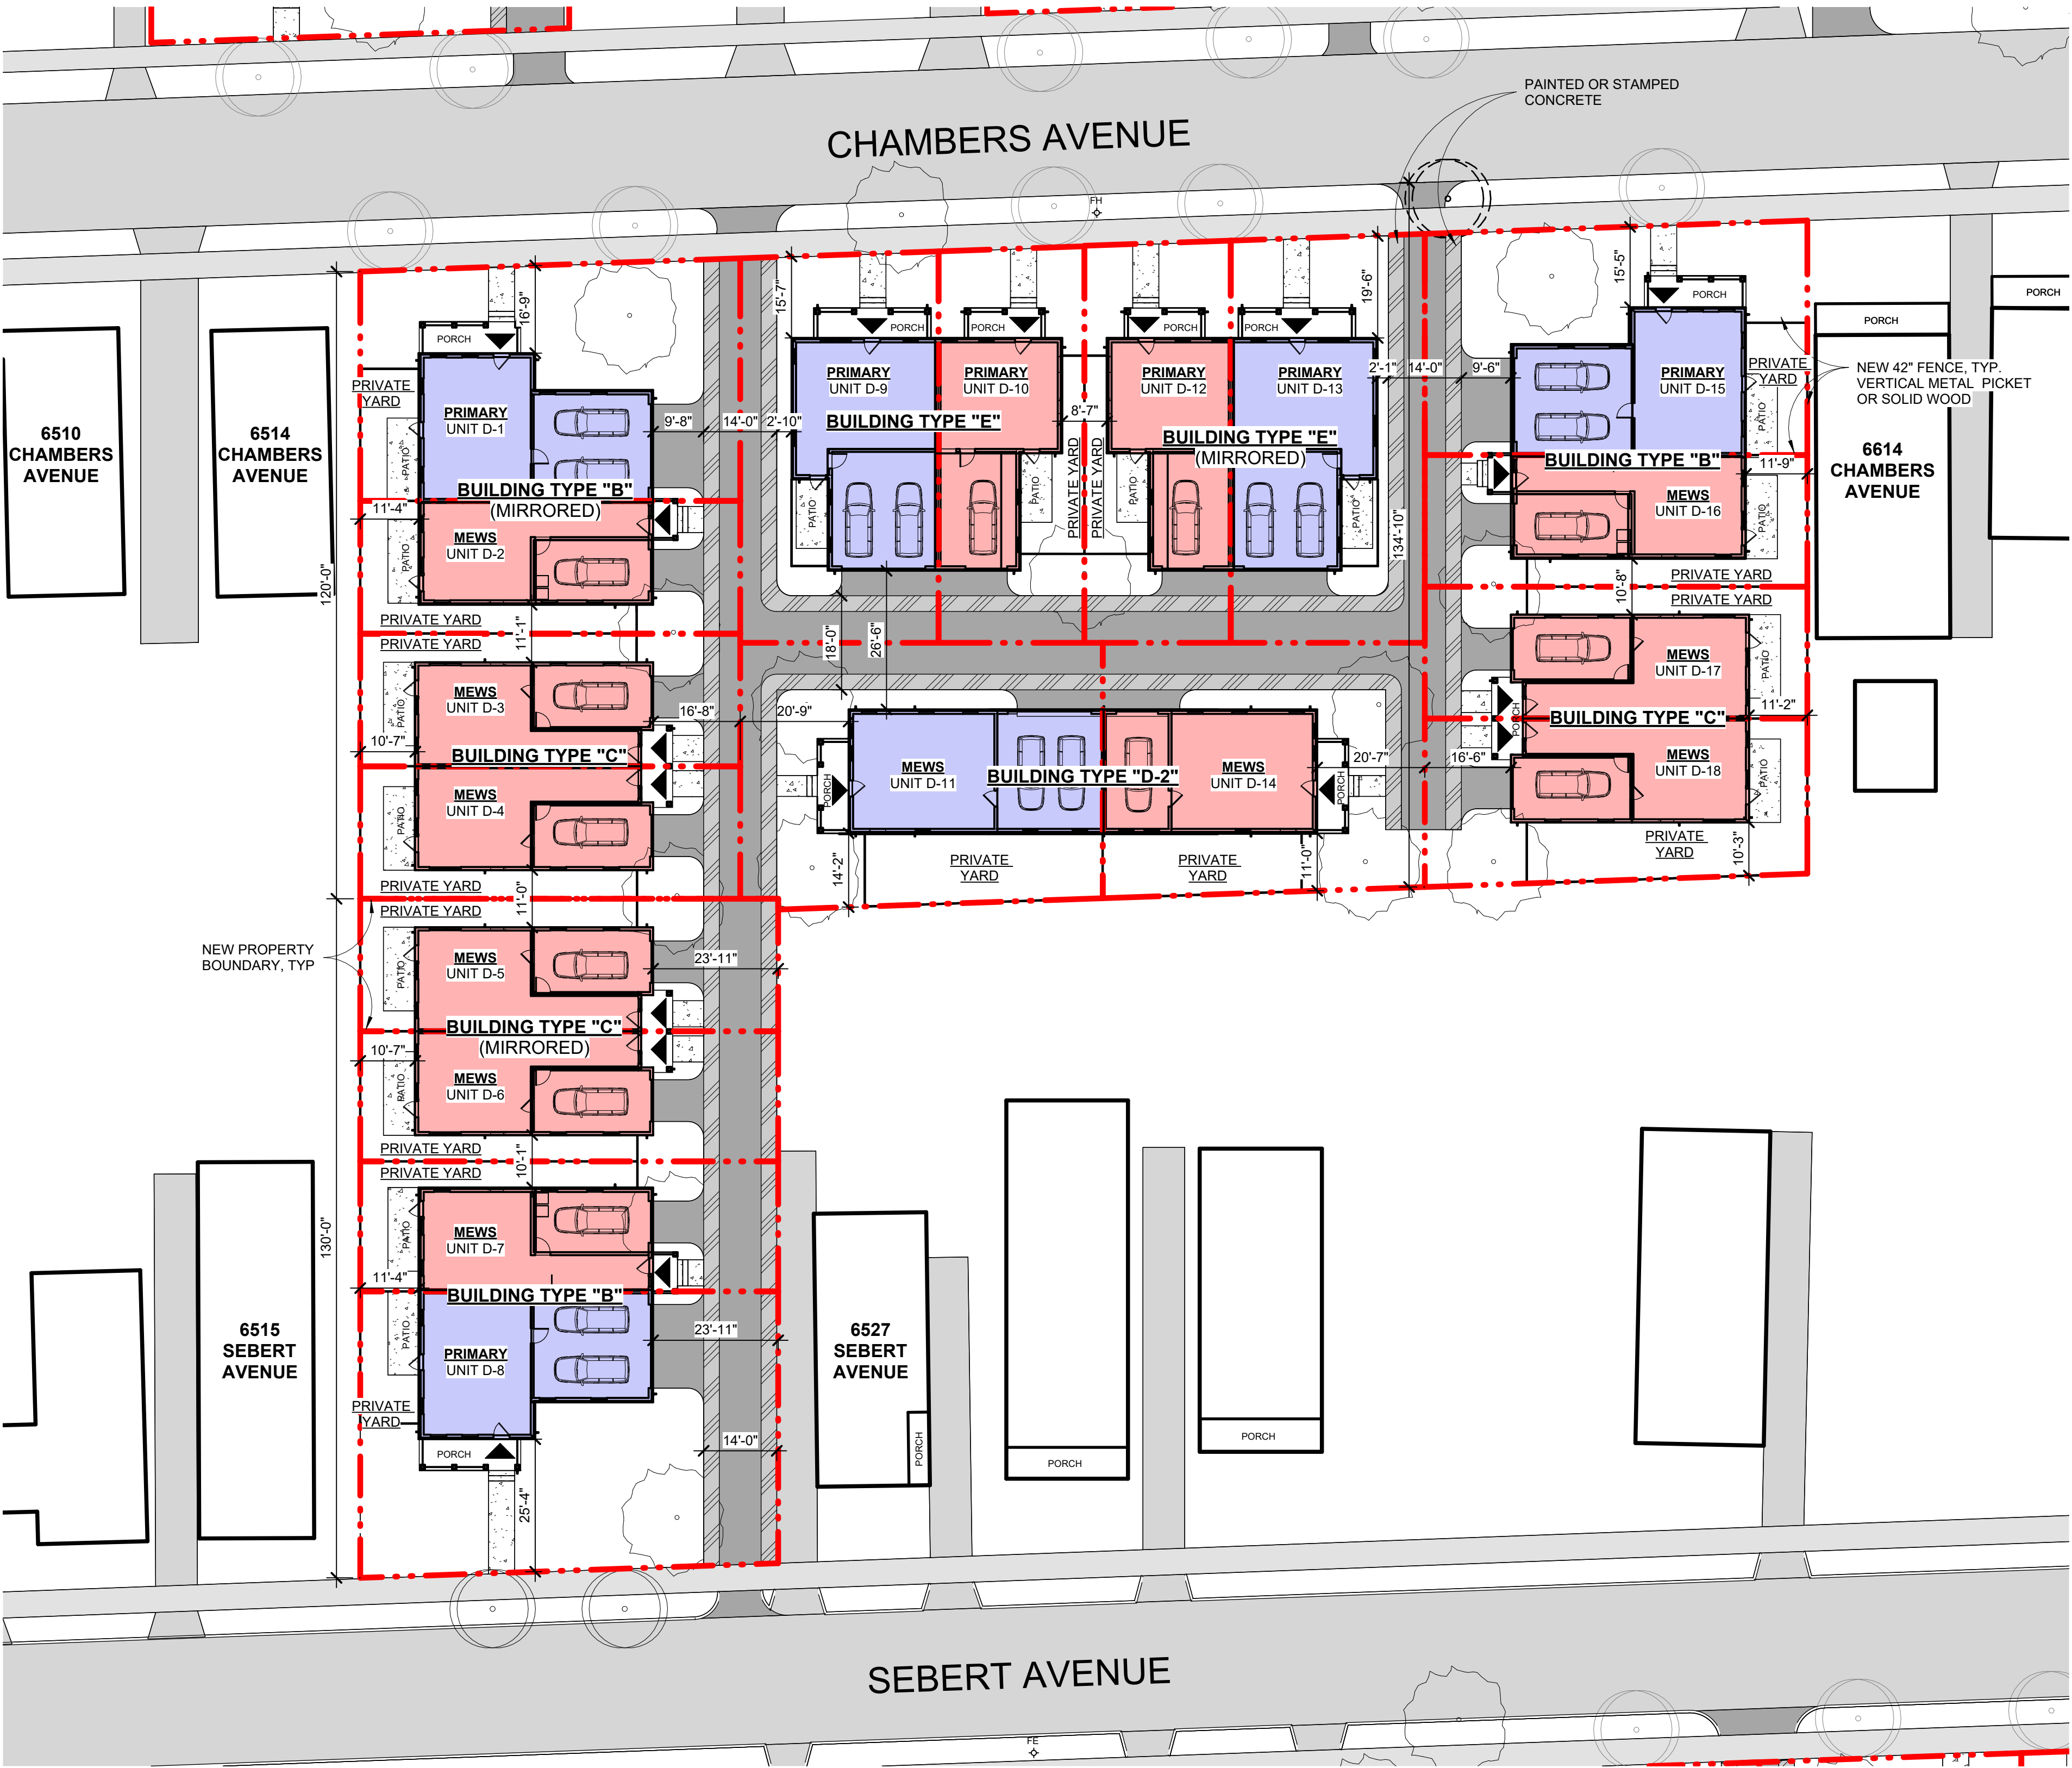 PAINTED OR STAMPED
CONCRETE
CHAMBERS AVENUE
FH
6510
CHAMBERS
AVENUE
6514
CHAMBERS
AVENUE
120'-0"
16'-9"
PORCH
PRIVATE
YARD
PRIMARY
UNIT D-1
PATIO
9'-8"
14'-0"
2'-10"
BUILDING TYPE "B"
(MIRRORED)
11'-4"
MEWS
UNIT D-2
PATIO
PRIVATE YARD
PRIVATE YARD
11'-1"
MEWS
UNIT D-3
PATIO
10'-7"
BUILDING TYPE "C"
16'-8"
20'-9"
MEWS
UNIT D-4
PATIO
PRIVATE YARD
PRIVATE YARD
11'-0"
NEW PROPERTY
BOUNDARY, TYP
MEWS
UNIT D-5
PATIO
23'-11"
BUILDING TYPE "C"
(MIRRORED)
10'-7"
MEWS
UNIT D-6
PATIO
PRIVATE YARD
PRIVATE YARD
10'-1"
130'-0"
MEWS
UNIT D-7
PATIO
11'-4"
BUILDING TYPE "B"
PATIO
PRIMARY
UNIT D-8
23'-11"
PRIVATE
YARD
PORCH
14'-0"
25'-4"
15'-7"
PORCH
PRIMARY
UNIT D-9
PORCH
PRIMARY
UNIT D-10
BUILDING TYPE "E"
PATIO
PATIO
8'-7"
PRIVATE YARD
PRIVATE YARD
PORCH
PRIMARY
UNIT D-12
PORCH
PRIMARY
UNIT D-13
BUILDING TYPE "E"
(MIRRORED)
PATIO
PATIO
19'-6"
2'-1"
14'-0"
9'-6"
134'-10"
18'-0"
26'-6"
PORCH
MEWS
UNIT D-11
BUILDING TYPE "D-2"
MEWS
UNIT D-14
PORCH
20'-7"
16'-6"
14'-2"
PRIVATE
YARD
PRIVATE
YARD
11'-0"
15'-5"
PORCH
PRIMARY
UNIT D-15
PRIVATE
YARD
PATIO
BUILDING TYPE "B"
11'-9"
MEWS
UNIT D-16
PATIO
10'-8"
PRIVATE YARD
PRIVATE YARD
MEWS
UNIT D-17
PATIO
PORCH
BUILDING TYPE "C"
11'-2"
MEWS
UNIT D-18
PATIO
PRIVATE
YARD
10'-3"
PORCH
PORCH
NEW 42" FENCE, TYP.
VERTICAL METAL PICKET
OR SOLID WOOD
6614
CHAMBERS
AVENUE
6515
SEBERT
AVENUE
6527
SEBERT
AVENUE
PORCH
PORCH
PORCH
SEBERT AVENUE
FE